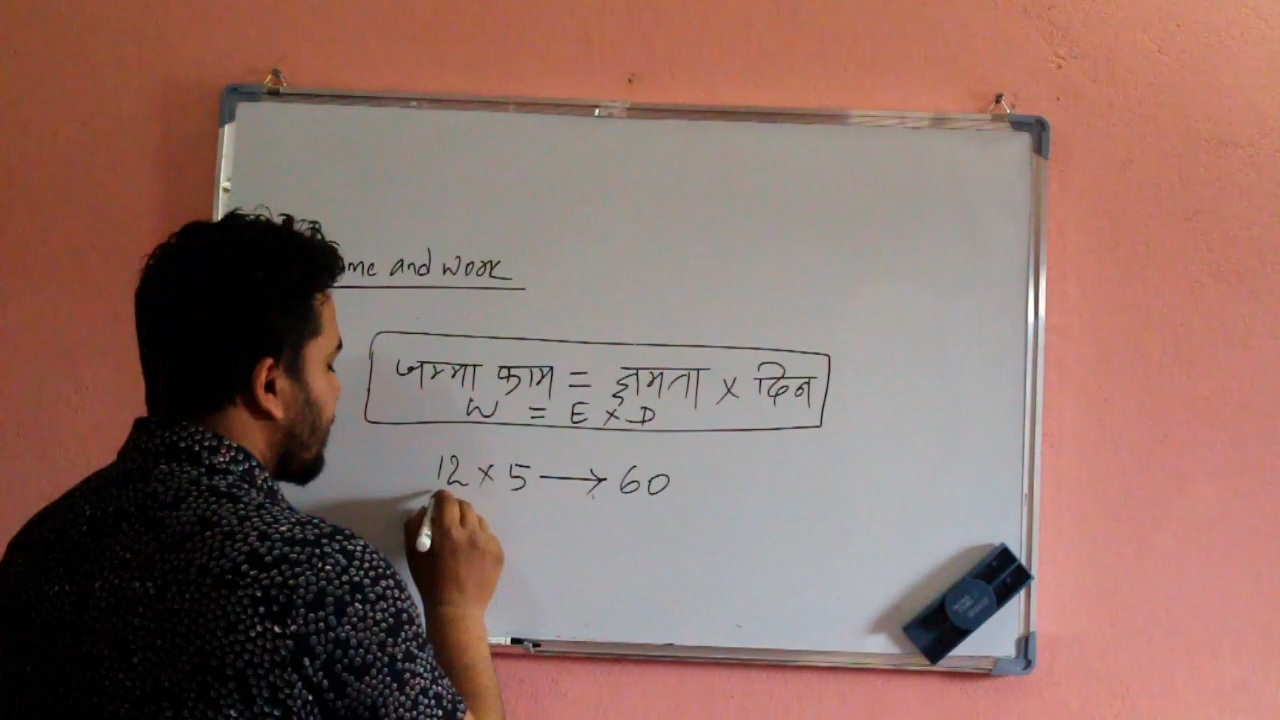 me and work
जम्मा काम = क्षमता × दिन
W = E × D
12 × 5 → 60